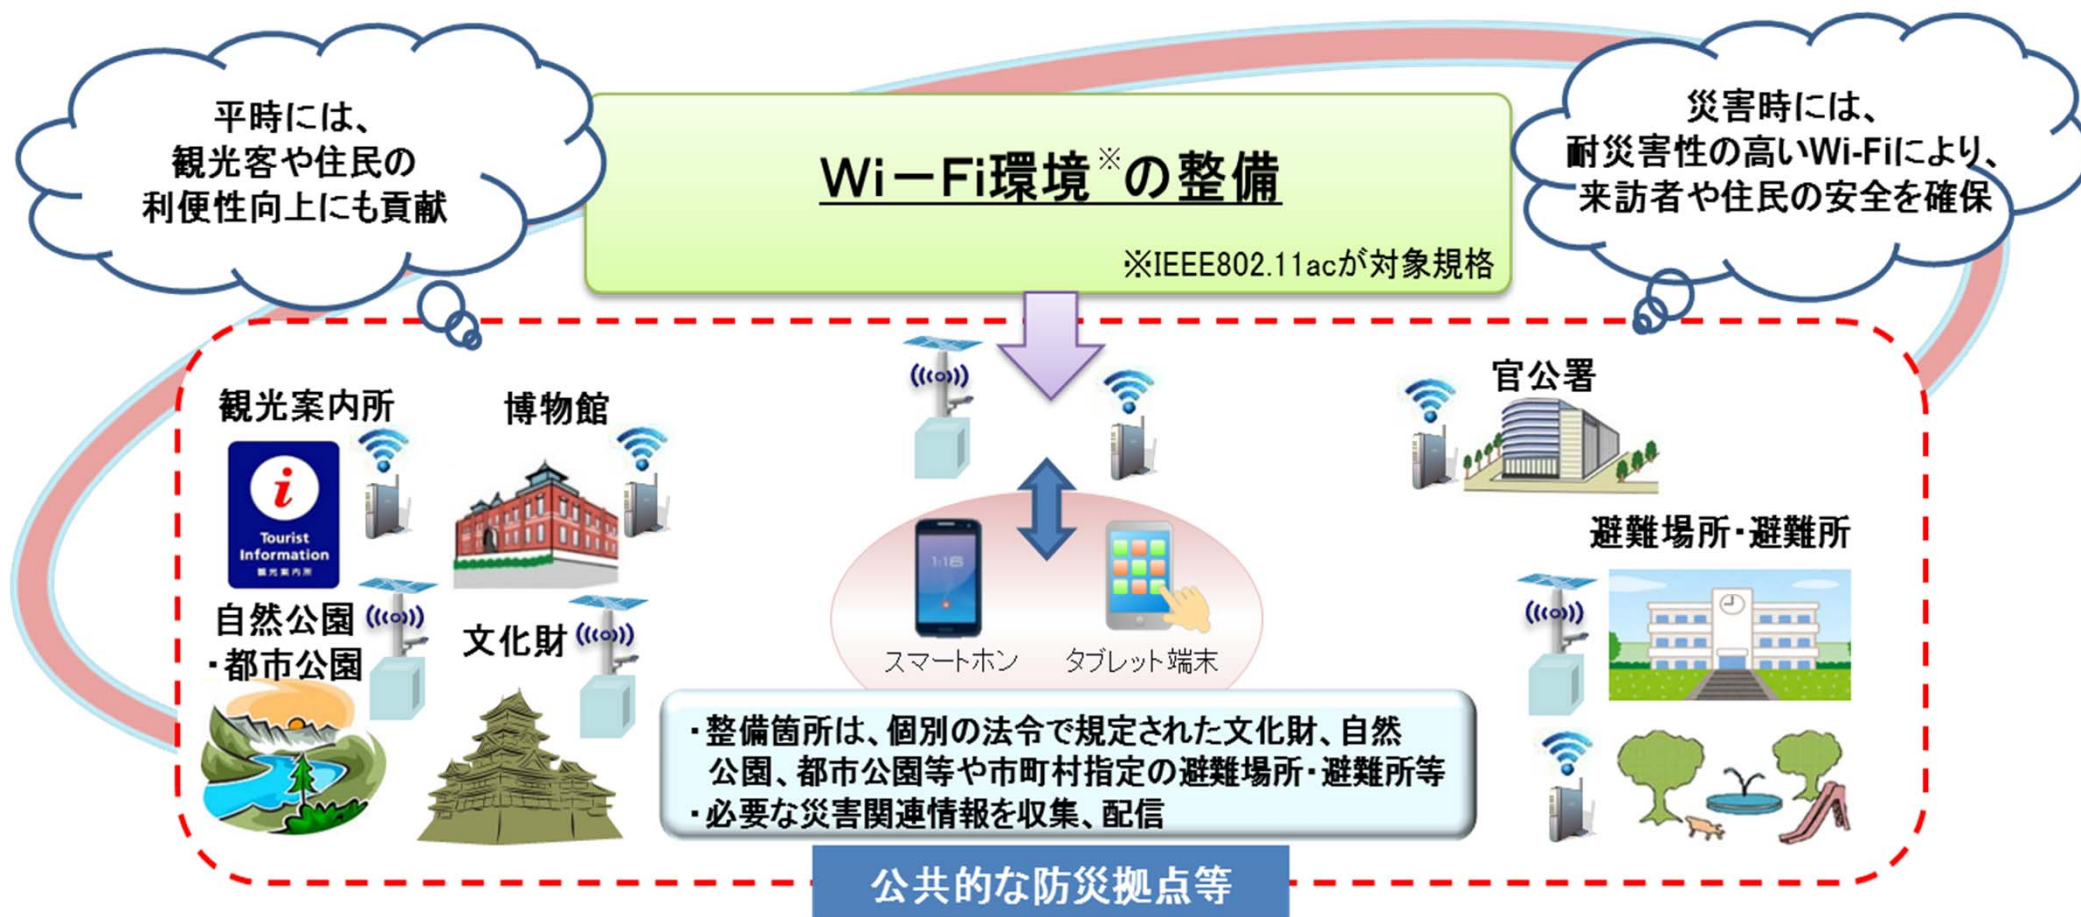 平時には、
観光客や住民の
利便性向上にも貢献
Wi－Fi環境※の整備
※IEEE802.11acが対象規格
災害時には、
耐災害性の高いWi-Fiにより、
来訪者や住民の安全を確保
観光案内所
i
Tourist
Information
観光案内所
博物館
自然公園
・都市公園
文化財
1:16
スマートホン
タブレット端末
官公署
避難場所・避難所
・整備箇所は、個別の法令で規定された文化財、自然
公園、都市公園等や市町村指定の避難場所・避難所等
・必要な災害関連情報を収集、配信
公共的な防災拠点等